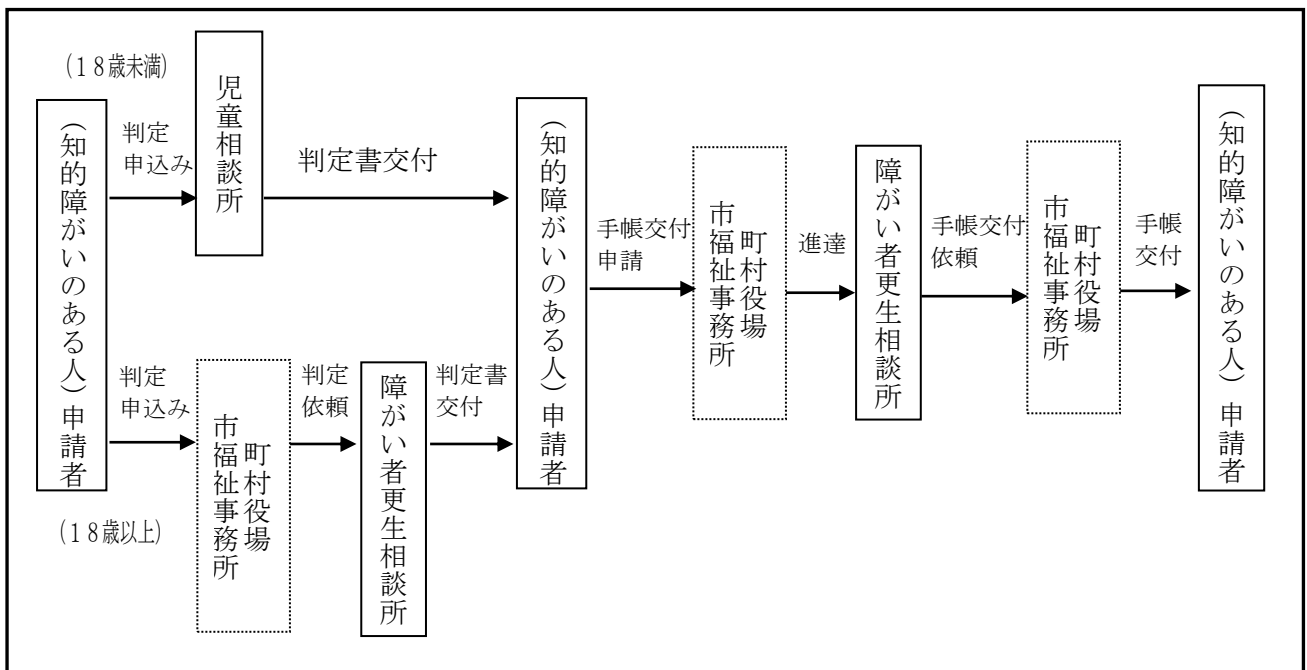 (18歳未満)
(知的障がいのある人)申請者
(18歳以上)
判定
申込み
児童相談所
判定書交付
判定
申込み
市福祉事務所
町村役場
判定
依頼
障がい者更生相談所
判定書
交付
(知的障がいのある人)申請者
手帳交付
申請
市福祉事務所
町村役場
進達
障がい者更生相談所
手帳交付
依頼
市福祉事務所
町村役場
手帳
交付
(知的障がいのある人)申請者